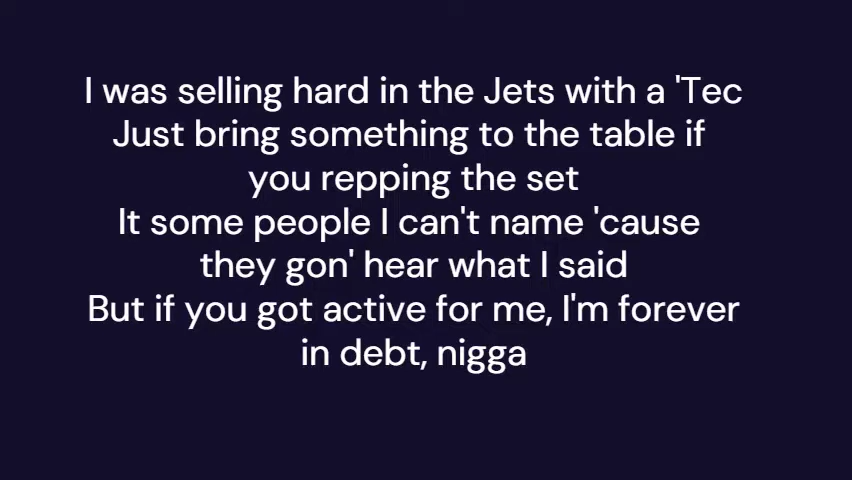 I was selling hard in the Jets with a 'Tec
Just bring something to the table if
you repping the set
It some people I can't name 'cause
they gon' hear what I said
But if you got active for me, I'm forever
in debt, nigga